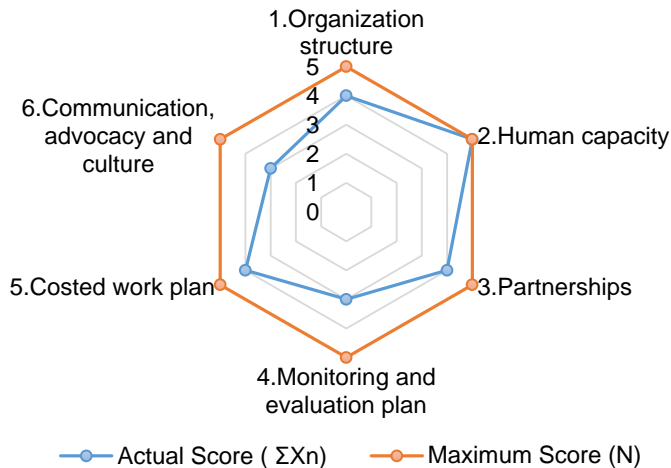 1.Organization
structure
5
4
3
2
1
0
6.Communication,
advocacy and
culture
2.Human capacity
5.Costed work plan
3.Partnerships
4.Monitoring and
evaluation plan
Actual Score ( ΣXn)
Maximum Score (N)